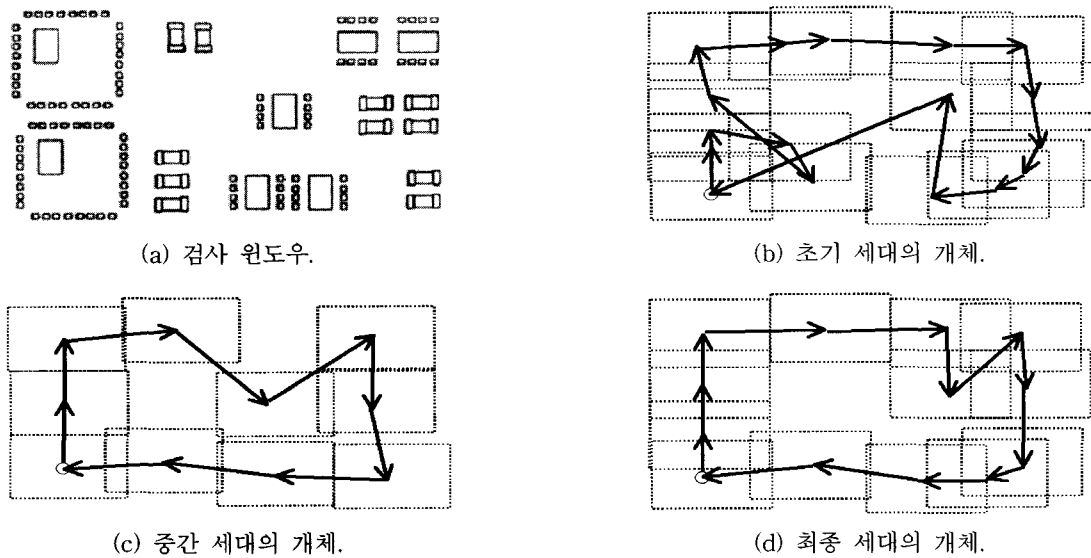 (a) 검사 윈도우.
(b) 초기 세대의 개체.
(c) 중간 세대의 개체.
(d) 최종 세대의 개체.